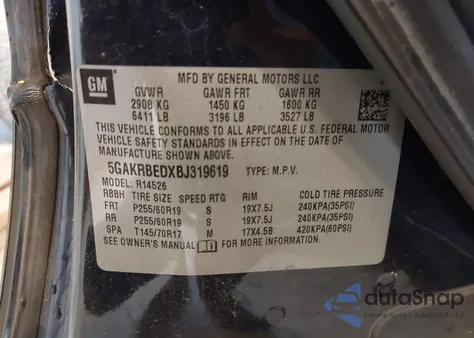 GM
MFD BY GENERAL MOTORS LLC
GVWR GAWR FRT GAWR RR
2908 KG 1450 KG 1600 KG
6411 LB 3196 LB 3527 LB
THIS VEHICLE CONFORMS TO ALL APPLICABLE U.S. FEDERAL MOTOR
VEHICLE SAFETY STANDARDS IN EFFECT ON THE DATE OF
MANUFACTURE SHOWN ABOVE.
5GAKRBEDXBJ319619 TYPE: M.P.V.
MODEL: R14526
RBBH TIRE SIZE SPEED RTG RIM COLD TIRE PRESSURE
FRT P255/60R19 S 19X7.5J 240KPA(35PSI)
RR P255/60R19 S 19X7.5J 240KPA(35PSI)
SPA T145/70R17 M 17X4.5B 420KPA(60PSI)
SEE OWNER'S MANUAL FOR MORE INFORMATION.
dataSnap